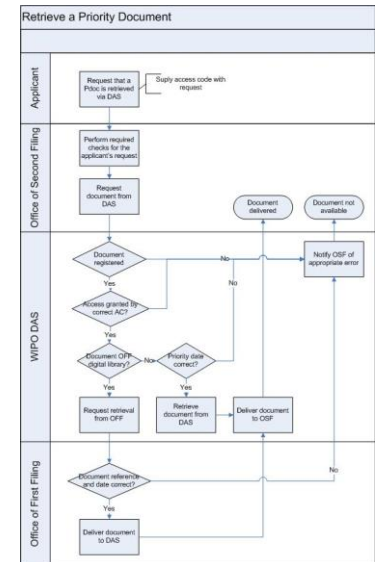 Retrieve a Priority Document
Applicant
Request that a
Pdoc is retrieved
via DAS
Suply access code with
request
Office of Second Filing
Perform required
checks for the
applicant's request
Request
document from
DAS
Document
delivered
Document not
available
WIPO DAS
Document
registered
No
Notify OSF of
appropriate error
Yes
No
Access granted by
correct AC?
Yes
Document OFF
digital library?
No
Priority date
correct?
Yes
Yes
Request retrieval
from OFF
Retrieve
document from
DAS
Deliver document
to OSF
Office of First Filing
Document reference
and date correct?
No
Yes
Deliver document
to DAS